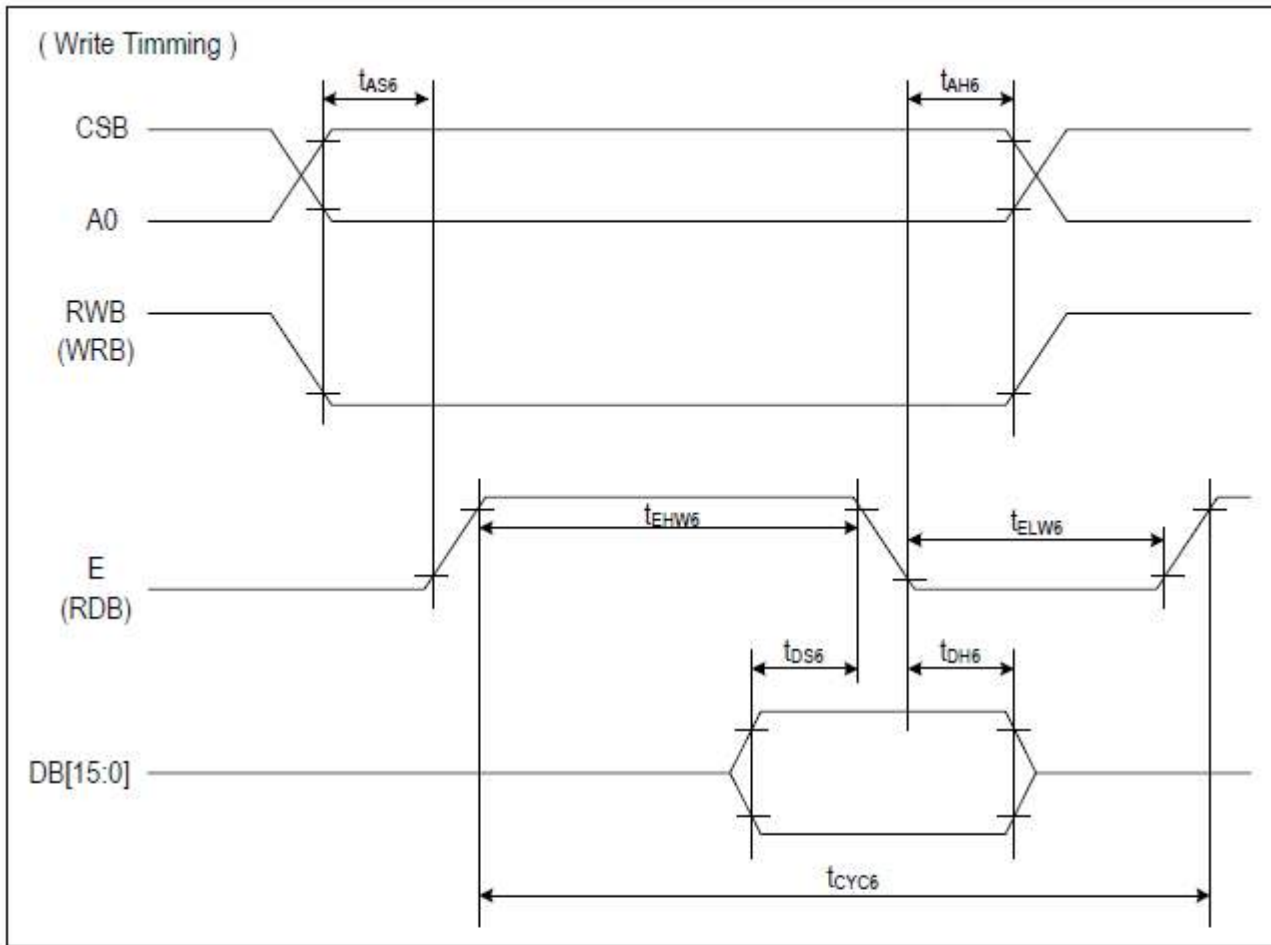 ( Write Timming )
tAS6
tAH6
CSB
A0
RWB
(WRB)
tEHW6
tELW6
E
(RDB)
tDS6
tDH6
DB[15:0]
tCYC6